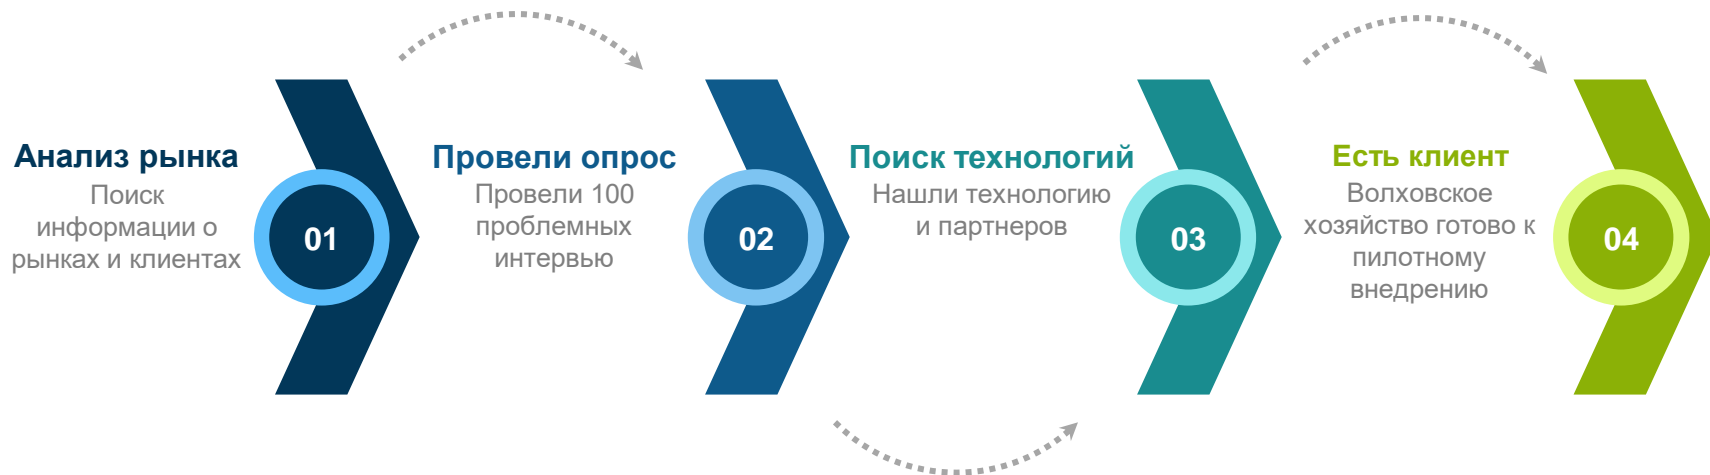 Анализ рынка
Поиск
информации о
рынках и клиентах
01
Провели опрос
Провели 100
проблемных
интервью
02
Поиск технологий
Нашли технологию
и партнеров
03
Есть клиент
Волховское
хозяйство готово к
пилотному
внедрению
04